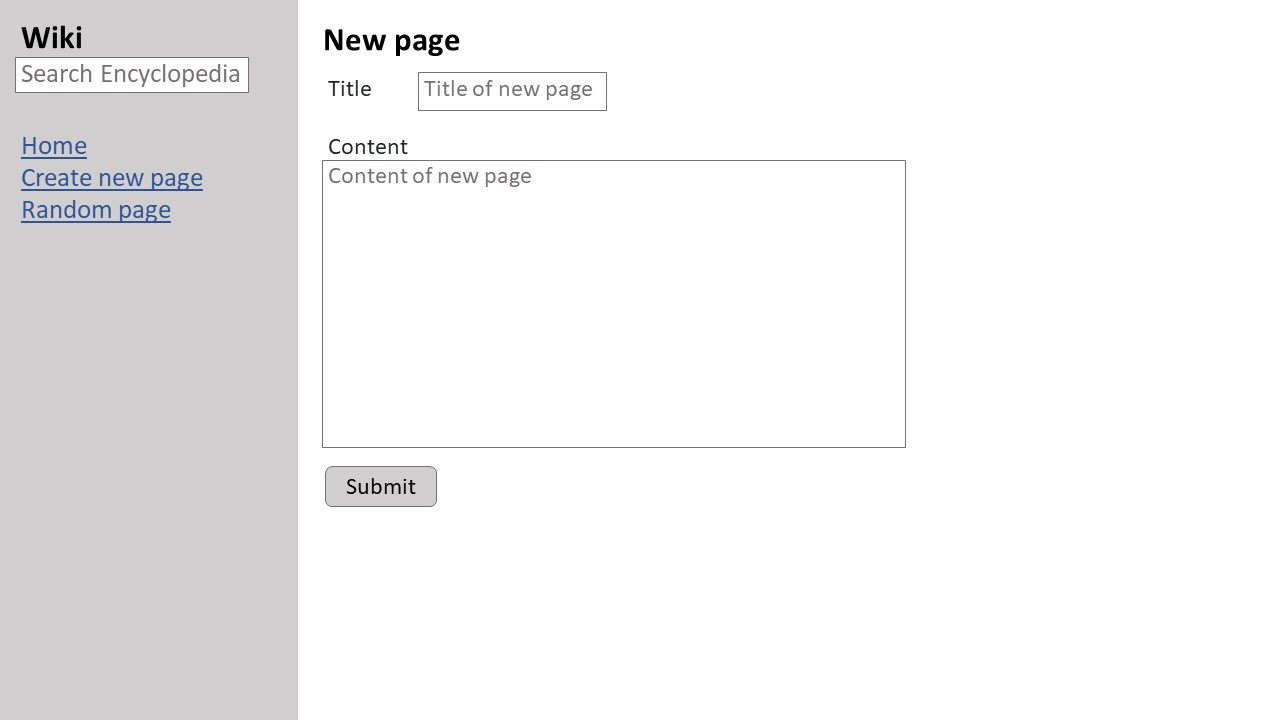 Wiki
Search Encyclopedia
Home
Create new page
Random page
New page
Title
Title of new page
Content
Content of new page
Submit